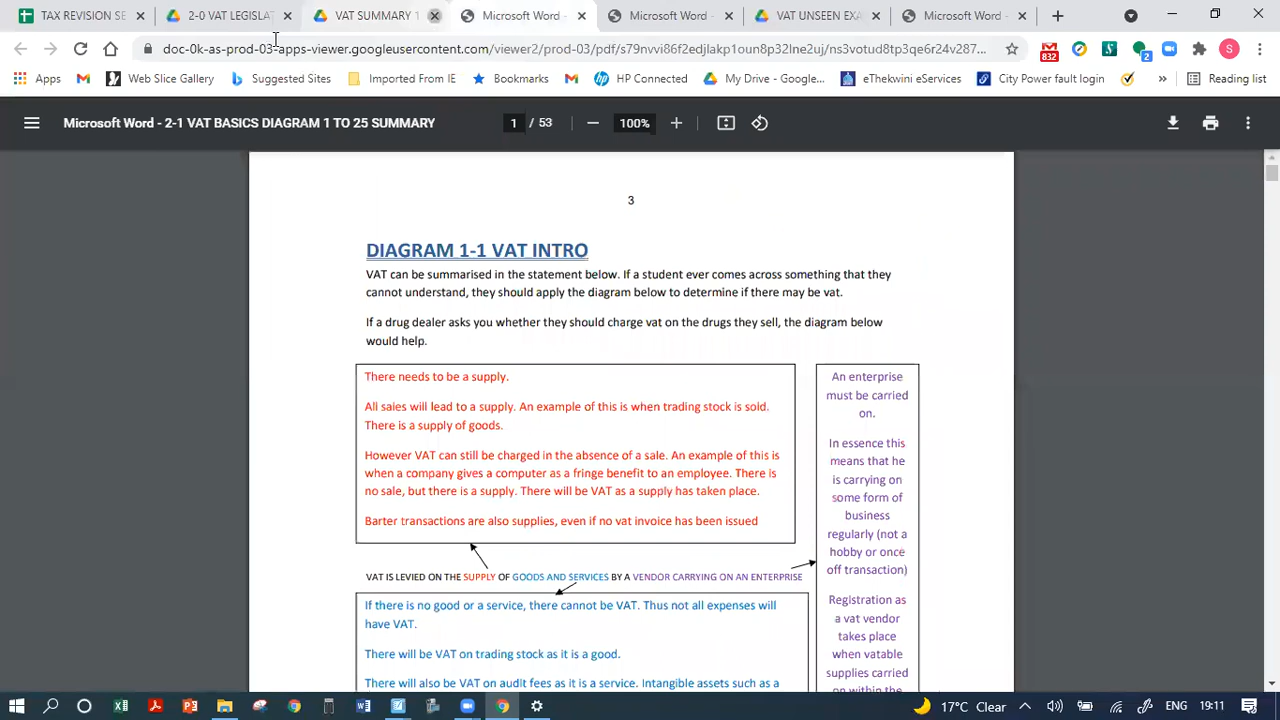 TAX REVISION SE
2-0 VAT LEGISLAT
VAT SUMMARY 1
Microsoft Word -
Microsoft Word -
VAT UNSEEN EXA
Microsoft Word -
doc-0k-as-prod-03-apps-viewer.googleusercontent.com/viewer2/prod-03/pdf/s79nvvi86f2edjlakp1oun8p32lne2uj/ns3votud8tp3qe6r24v287...
832
2
S
Apps
Web Slice Gallery
Suggested Sites
Imported From IE
Bookmarks
HP Connected
My Drive - Google...
eThekwini eServices
City Power fault login
»
Reading list
Microsoft Word - 2-1 VAT BASICS DIAGRAM 1 TO 25 SUMMARY
1 / 53
100%
3
DIAGRAM 1-1 VAT INTRO
VAT can be summarised in the statement below. If a student ever comes across something that they
cannot understand, they should apply the diagram below to determine if there may be vat.
If a drug dealer asks you whether they should charge vat on the drugs they sell, the diagram below
would help.
There needs to be a supply.
All sales will lead to a supply. An example of this is when trading stock is sold.
There is a supply of goods.
However VAT can still be charged in the absence of a sale. An example of this is
when a company gives a computer as a fringe benefit to an employee. There is
no sale, but there is a supply. There will be VAT as a supply has taken place.
Barter transactions are also supplies, even if no vat invoice has been issued
An enterprise
must be carried
on.
In essence this
means that he
is carrying on
some form of
business
regularly (not a
hobby or once
off transaction)
Registration as
a vat vendor
takes place
when vatable
supplies carried
on within the
VAT IS LEVIED ON THE SUPPLY OF GOODS AND SERVICES BY A VENDOR CARRYING ON AN ENTERPRISE
If there is no good or a service, there cannot be VAT. Thus not all expenses will
have VAT.
There will be VAT on trading stock as it is a good.
There will also be VAT on audit fees as it is a service. Intangible assets such as a
17°C Clear
ENG
19:11